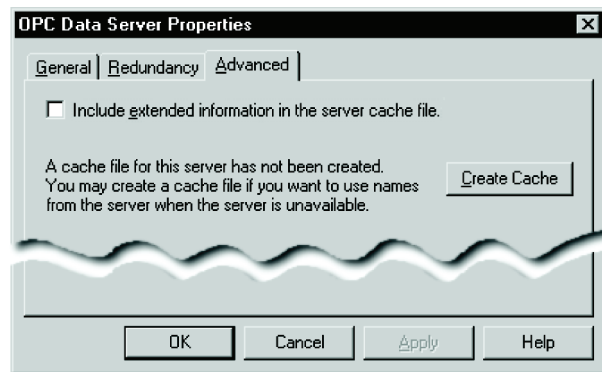 OPC Data Server Properties
General Redundancy Advanced
Include extended information in the server cache file.
A cache file for this server has not been created.
You may create a cache file if you want to use names
from the server when the server is unavailable.
Create Cache
OK Cancel Apply Help